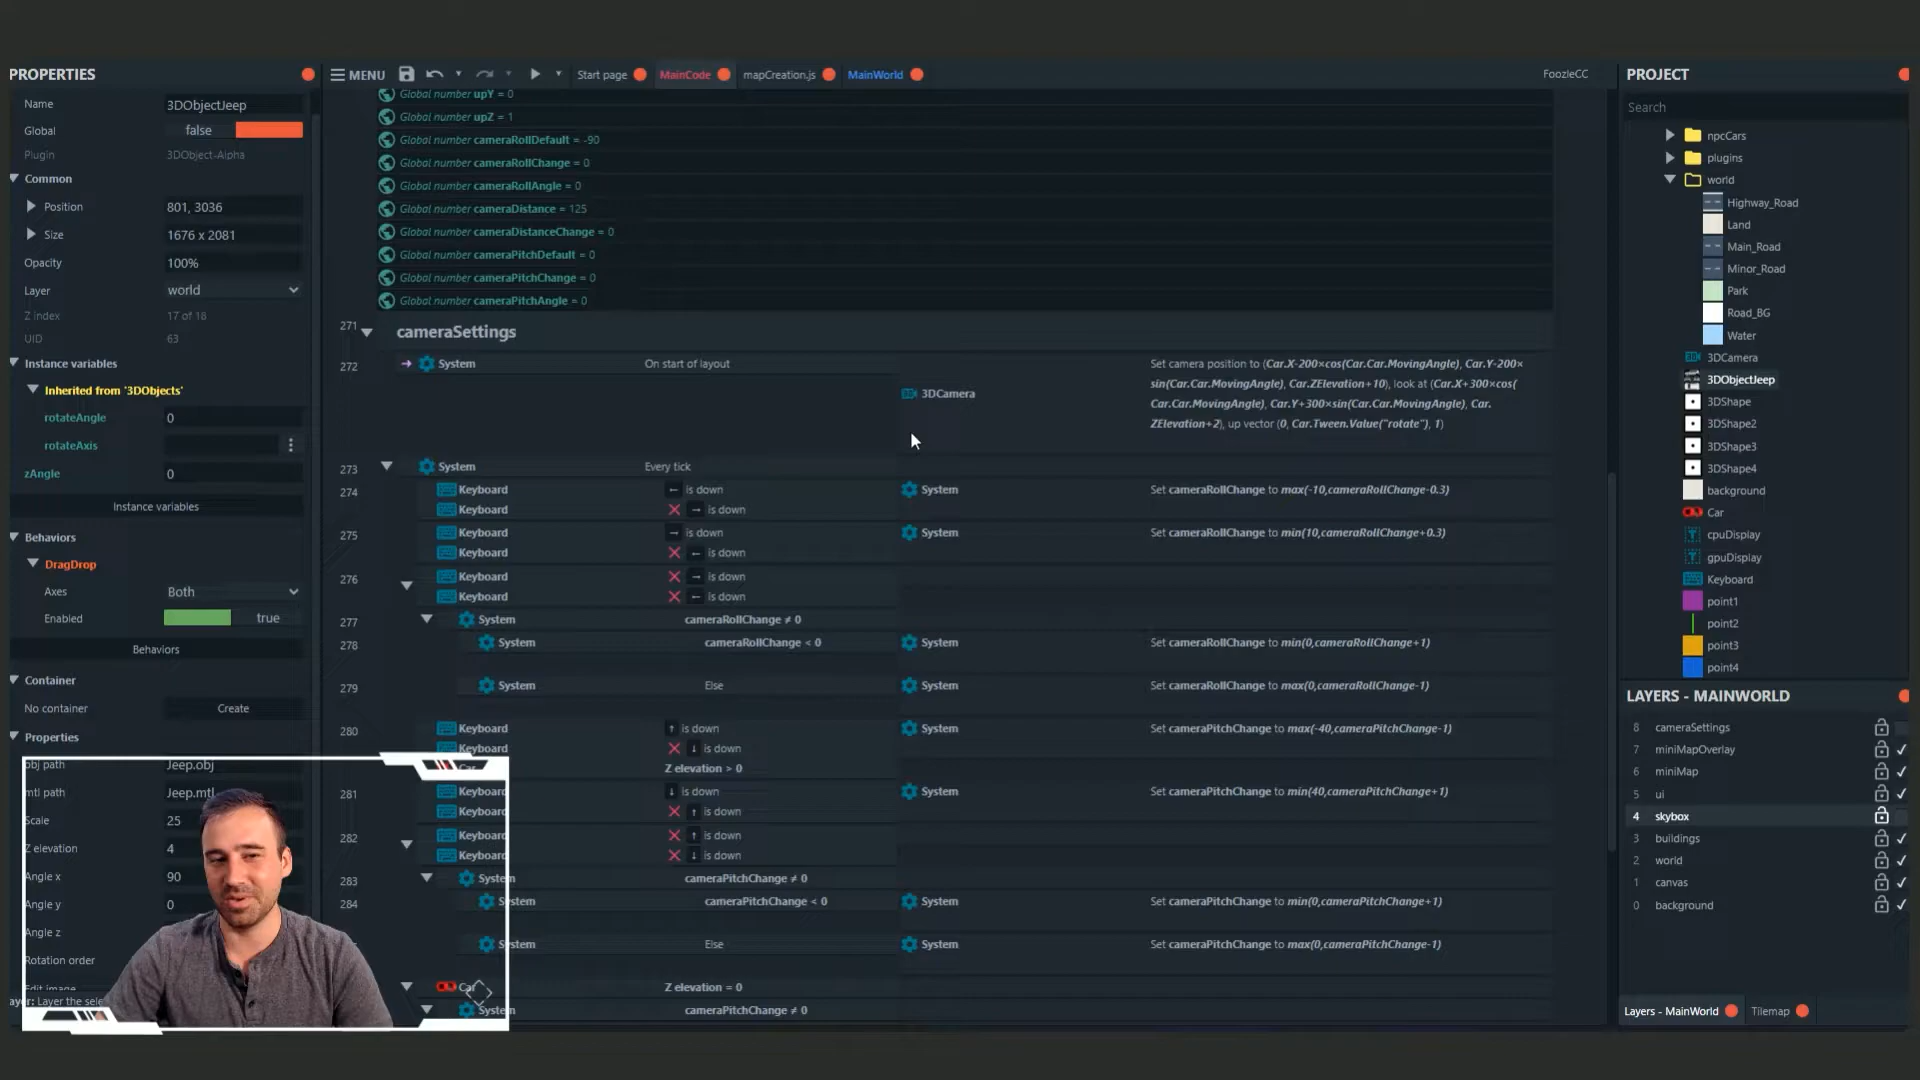 PROPERTIES
MENU
Start page
MainCode
mapCreation.js
MainWorld
FoozleCC
PROJECT
Name 3DObjectJeep
Global false
Plugin 3DObject-Alpha
Common
Position 801, 3036
Size 1676 x 2081
Opacity 100%
Layer world
Z index 17 of 18
UID 63
Instance variables
Inherited from '3DObjects'
rotateAngle 0
rotateAxis
zAngle 0
Instance variables
Behaviors
DragDrop
Axes Both
Enabled true
Behaviors
Container
No container Create
Properties
obj path Jeep.obj
mtl path Jeep.mtl
Scale 25
Z elevation 4
Angle x 90
Angle y 0
Angle z
Rotation order
Edit image
Global number upY = 0
Global number upZ = 1
Global number cameraRollDefault = -90
Global number cameraRollChange = 0
Global number cameraRollAngle = 0
Global number cameraDistance = 125
Global number cameraDistanceChange = 0
Global number cameraPitchDefault = 0
Global number cameraPitchChange = 0
Global number cameraPitchAngle = 0
271 cameraSettings
272 → System On start of layout
3DCamera
Set camera position to (Car.X-200×cos(Car.Car.MovingAngle), Car.Y-200×
sin(Car.Car.MovingAngle), Car.ZElevation+10), look at (Car.X+300×cos(
Car.Car.MovingAngle), Car.Y+300×sin(Car.Car.MovingAngle), Car.
ZElevation+2), up vector (0, Car.Tween.Value("rotate"), 1)
273 System Every tick
274 Keyboard ← is down System Set cameraRollChange to max(-10,cameraRollChange-0.3)
Keyboard → is down
275 Keyboard → is down System Set cameraRollChange to min(10,cameraRollChange+0.3)
Keyboard ← is down
276 Keyboard → is down
Keyboard ← is down
277 System cameraRollChange ≠ 0
278 System cameraRollChange < 0 System Set cameraRollChange to min(0,cameraRollChange+1)
279 System Else System Set cameraRollChange to max(0,cameraRollChange-1)
280 Keyboard ↑ is down System Set cameraPitchChange to max(-40,cameraPitchChange-1)
Keyboard ↓ is down
Car Z elevation > 0
281 Keyboard ↓ is down System Set cameraPitchChange to min(40,cameraPitchChange+1)
Keyboard ↑ is down
282 Keyboard ↑ is down
Keyboard ↓ is down
283 System cameraPitchChange ≠ 0
284 System cameraPitchChange < 0 System Set cameraPitchChange to min(0,cameraPitchChange+1)
System Else System Set cameraPitchChange to max(0,cameraPitchChange-1)
Car Z elevation = 0
System cameraPitchChange ≠ 0
Search
npcCars
plugins
world
Highway_Road
Land
Main_Road
Minor_Road
Park
Road_BG
Water
3DCamera
3DObjectJeep
3DShape
3DShape2
3DShape3
3DShape4
background
Car
cpuDisplay
gpuDisplay
Keyboard
point1
point2
point3
point4
LAYERS - MAINWORLD
8 cameraSettings
7 miniMapOverlay
6 miniMap
5 ui
4 skybox
3 buildings
2 world
1 canvas
0 background
Layers - MainWorld
Tilemap